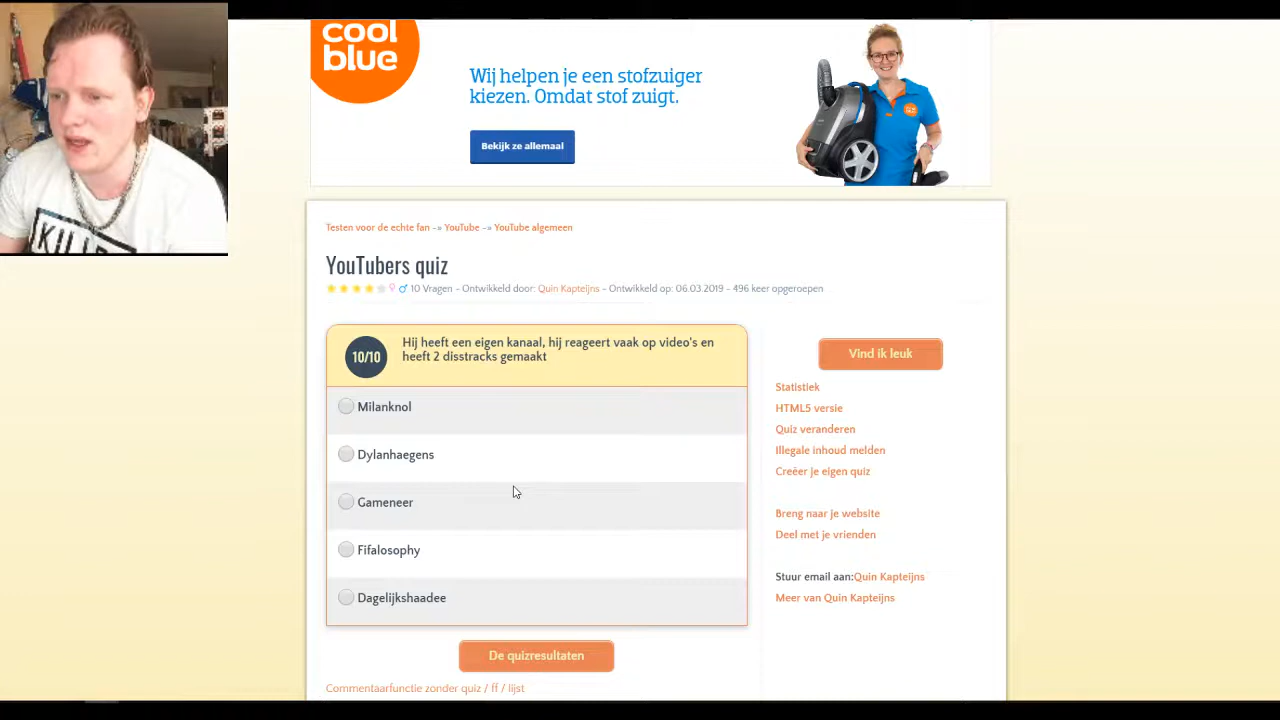 cool
blue
Wij helpen je een stofzuiger
kiezen. Omdat stof zuigt.
Bekijk ze allemaal
Testen voor de echte fan -» YouTube -» YouTube algemeen
YouTubers quiz
10 Vragen - Ontwikkeld door: Quin Kapteijns - Ontwikkeld op: 06.03.2019 - 496 keer opgeroepen
10/10
Hij heeft een eigen kanaal, hij reageert vaak op video's en
heeft 2 disstracks gemaakt
Milanknol
Dylanhaegens
Gameneer
Fifalosophy
Dagelijkshaadee
De quizresultaten
Commentaarfunctie zonder quiz / ff / lijst
Vind ik leuk
Statistiek
HTML5 versie
Quiz veranderen
Illegale inhoud melden
Creëer je eigen quiz
Breng naar je website
Deel met je vrienden
Stuur email aan:Quin Kapteijns
Meer van Quin Kapteijns